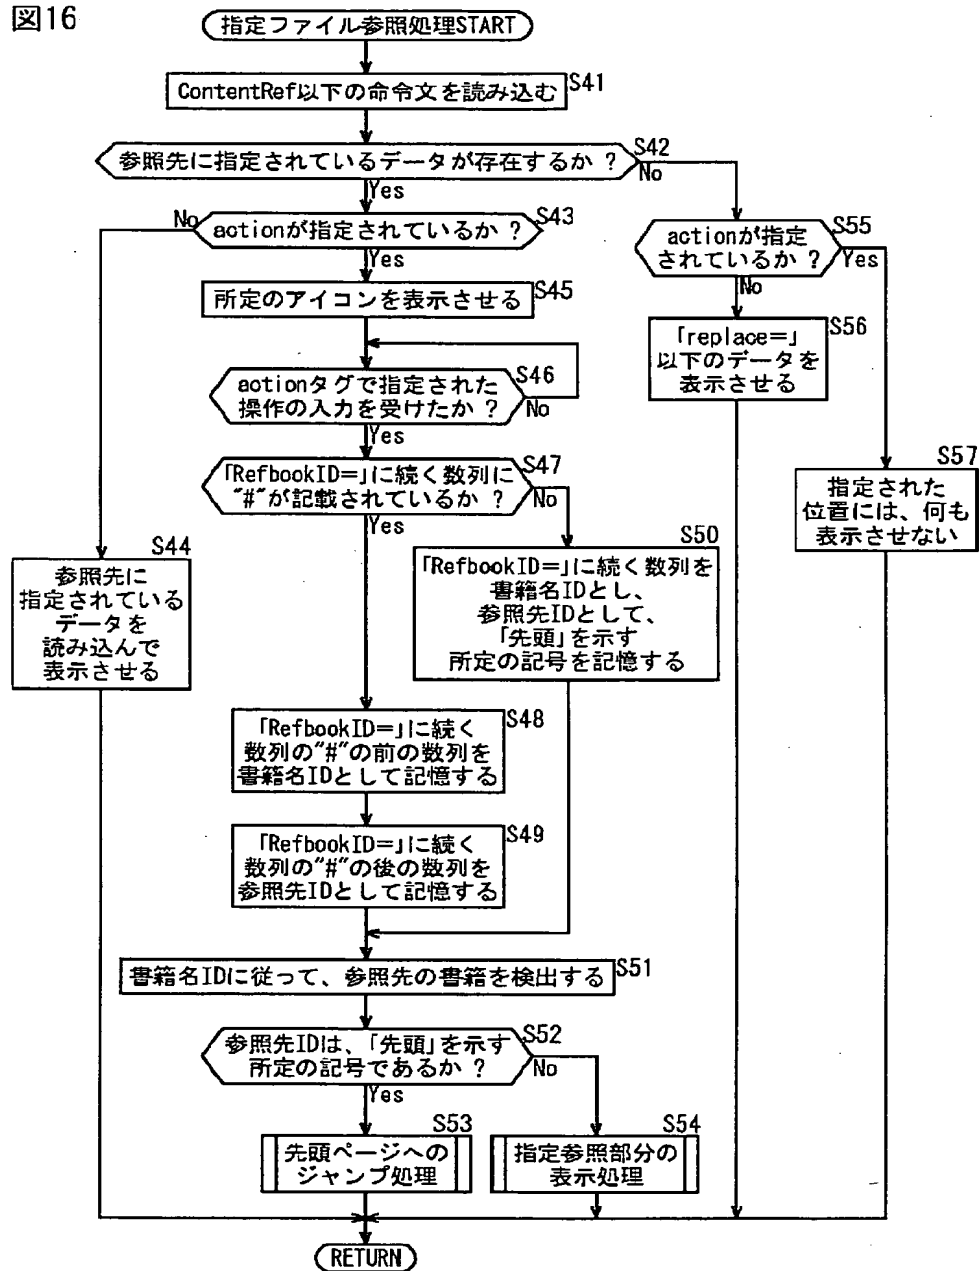 図16
指定ファイル参照処理START
S41
ContentRef以下の命令文を読み込む
S42
参照先に指定されているデータが存在するか ?
No
Yes
S43
No
actionが指定されているか ?
Yes
S55
actionが指定
されているか ?
Yes
No
S45
所定のアイコンを表示させる
S56
「replace=」
以下のデータを
表示させる
S46
actionタグで指定された
操作の入力を受けたか ?
No
Yes
S47
「RefbookID=」に続く数列に
"#"が記載されているか ?
No
Yes
S57
指定された
位置には、何も
表示させない
S44
参照先に
指定されている
データを
読み込んで
表示させる
S50
「RefbookID=」に続く数列を
書籍名IDとし、
参照先IDとして、
「先頭」を示す
所定の記号を記憶する
S48
「RefbookID=」に続く
数列の"#"の前の数列を
書籍名IDとして記憶する
S49
「RefbookID=」に続く
数列の"#"の後の数列を
参照先IDとして記憶する
S51
書籍名IDに従って、参照先の書籍を検出する
S52
参照先IDは、「先頭」を示す
所定の記号であるか ?
No
Yes
S53
先頭ページへの
ジャンプ処理
S54
指定参照部分の
表示処理
RETURN